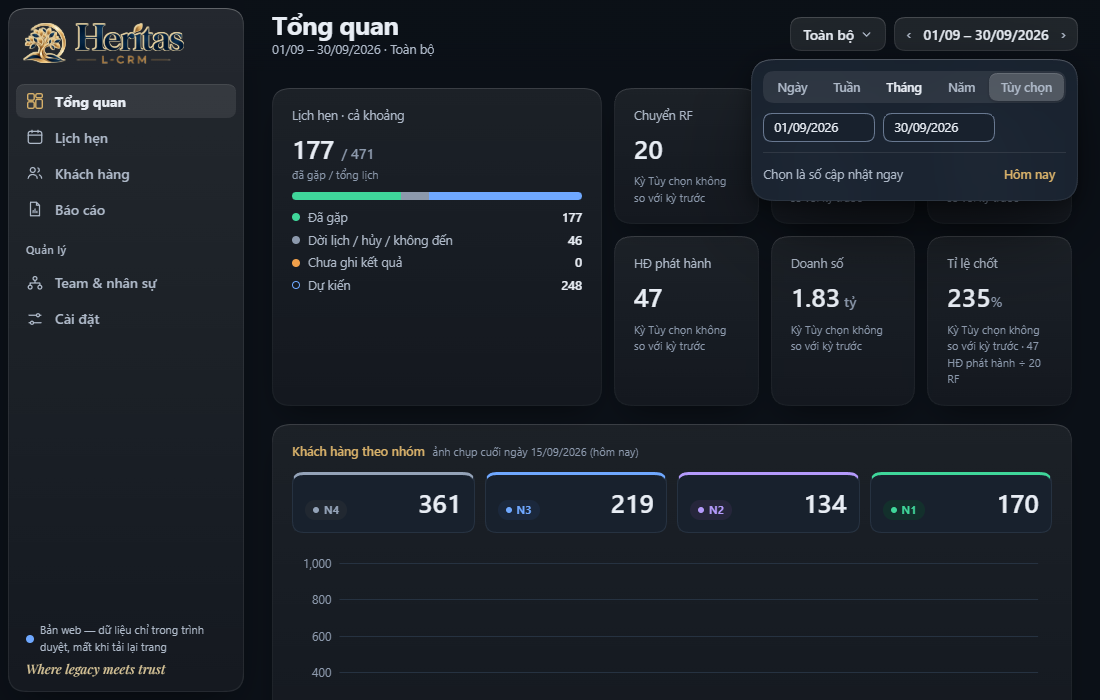 Heritas
L-CRM
Tổng quan
Lịch hẹn
Khách hàng
Báo cáo
Quản lý
Team & nhân sự
Cài đặt
Bản web — dữ liệu chỉ trong trình
duyệt, mất khi tải lại trang
Where legacy meets trust
Tổng quan
01/09 – 30/09/2026 · Toàn bộ
Toàn bộ
‹ 01/09 – 30/09/2026 ›
Ngày Tuần Tháng Năm Tùy chọn
01/09/2026 30/09/2026
Chọn là số cập nhật ngay Hôm nay
Lịch hẹn · cả khoảng
177 / 471
đã gặp / tổng lịch
Đã gặp 177
Dời lịch / hủy / không đến 46
Chưa ghi kết quả 0
Dự kiến 248
Chuyển RF
20
Kỳ Tùy chọn không
so với kỳ trước
HĐ phát hành
47
Kỳ Tùy chọn không
so với kỳ trước
Doanh số
1.83 tỷ
Kỳ Tùy chọn không
so với kỳ trước
Tỉ lệ chốt
235%
Kỳ Tùy chọn không
so với kỳ trước · 47
HĐ phát hành ÷ 20
RF
Khách hàng theo nhóm ảnh chụp cuối ngày 15/09/2026 (hôm nay)
N4 361
N3 219
N2 134
N1 170
1,000
800
600
400